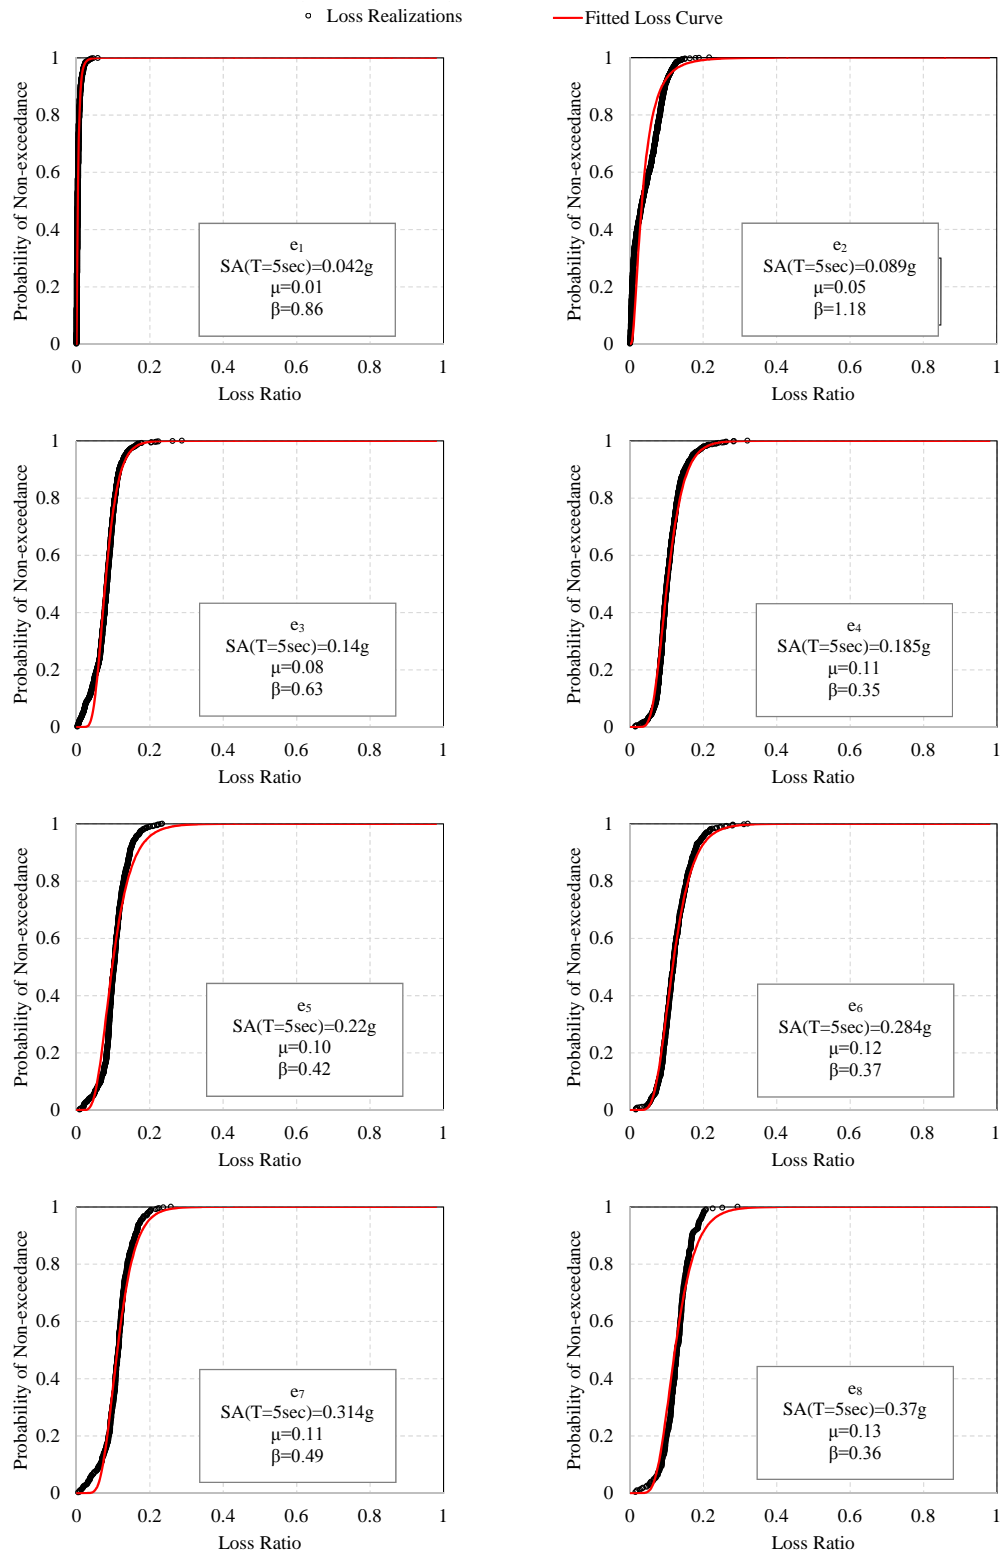 Loss Realizations
Fitted Loss Curve
Probability of Non-exceedance
1
0.8
0.6
0.4
0.2
0
e₁
SA(T=5sec)=0.042g
μ=0.01
β=0.86
0 0.2 0.4 0.6 0.8 1
Loss Ratio
Probability of Non-exceedance
1
0.8
0.6
0.4
0.2
0
e₂
SA(T=5sec)=0.089g
μ=0.05
β=1.18
0 0.2 0.4 0.6 0.8 1
Loss Ratio
Probability of Non-exceedance
1
0.8
0.6
0.4
0.2
0
e₃
SA(T=5sec)=0.14g
μ=0.08
β=0.63
0 0.2 0.4 0.6 0.8 1
Loss Ratio
Probability of Non-exceedance
1
0.8
0.6
0.4
0.2
0
e₄
SA(T=5sec)=0.185g
μ=0.11
β=0.35
0 0.2 0.4 0.6 0.8 1
Loss Ratio
Probability of Non-exceedance
1
0.8
0.6
0.4
0.2
0
e₅
SA(T=5sec)=0.22g
μ=0.10
β=0.42
0 0.2 0.4 0.6 0.8 1
Loss Ratio
Probability of Non-exceedance
1
0.8
0.6
0.4
0.2
0
e₆
SA(T=5sec)=0.284g
μ=0.12
β=0.37
0 0.2 0.4 0.6 0.8 1
Loss Ratio
Probability of Non-exceedance
1
0.8
0.6
0.4
0.2
0
e₇
SA(T=5sec)=0.314g
μ=0.11
β=0.49
0 0.2 0.4 0.6 0.8 1
Loss Ratio
Probability of Non-exceedance
1
0.8
0.6
0.4
0.2
0
e₈
SA(T=5sec)=0.37g
μ=0.13
β=0.36
0 0.2 0.4 0.6 0.8 1
Loss Ratio